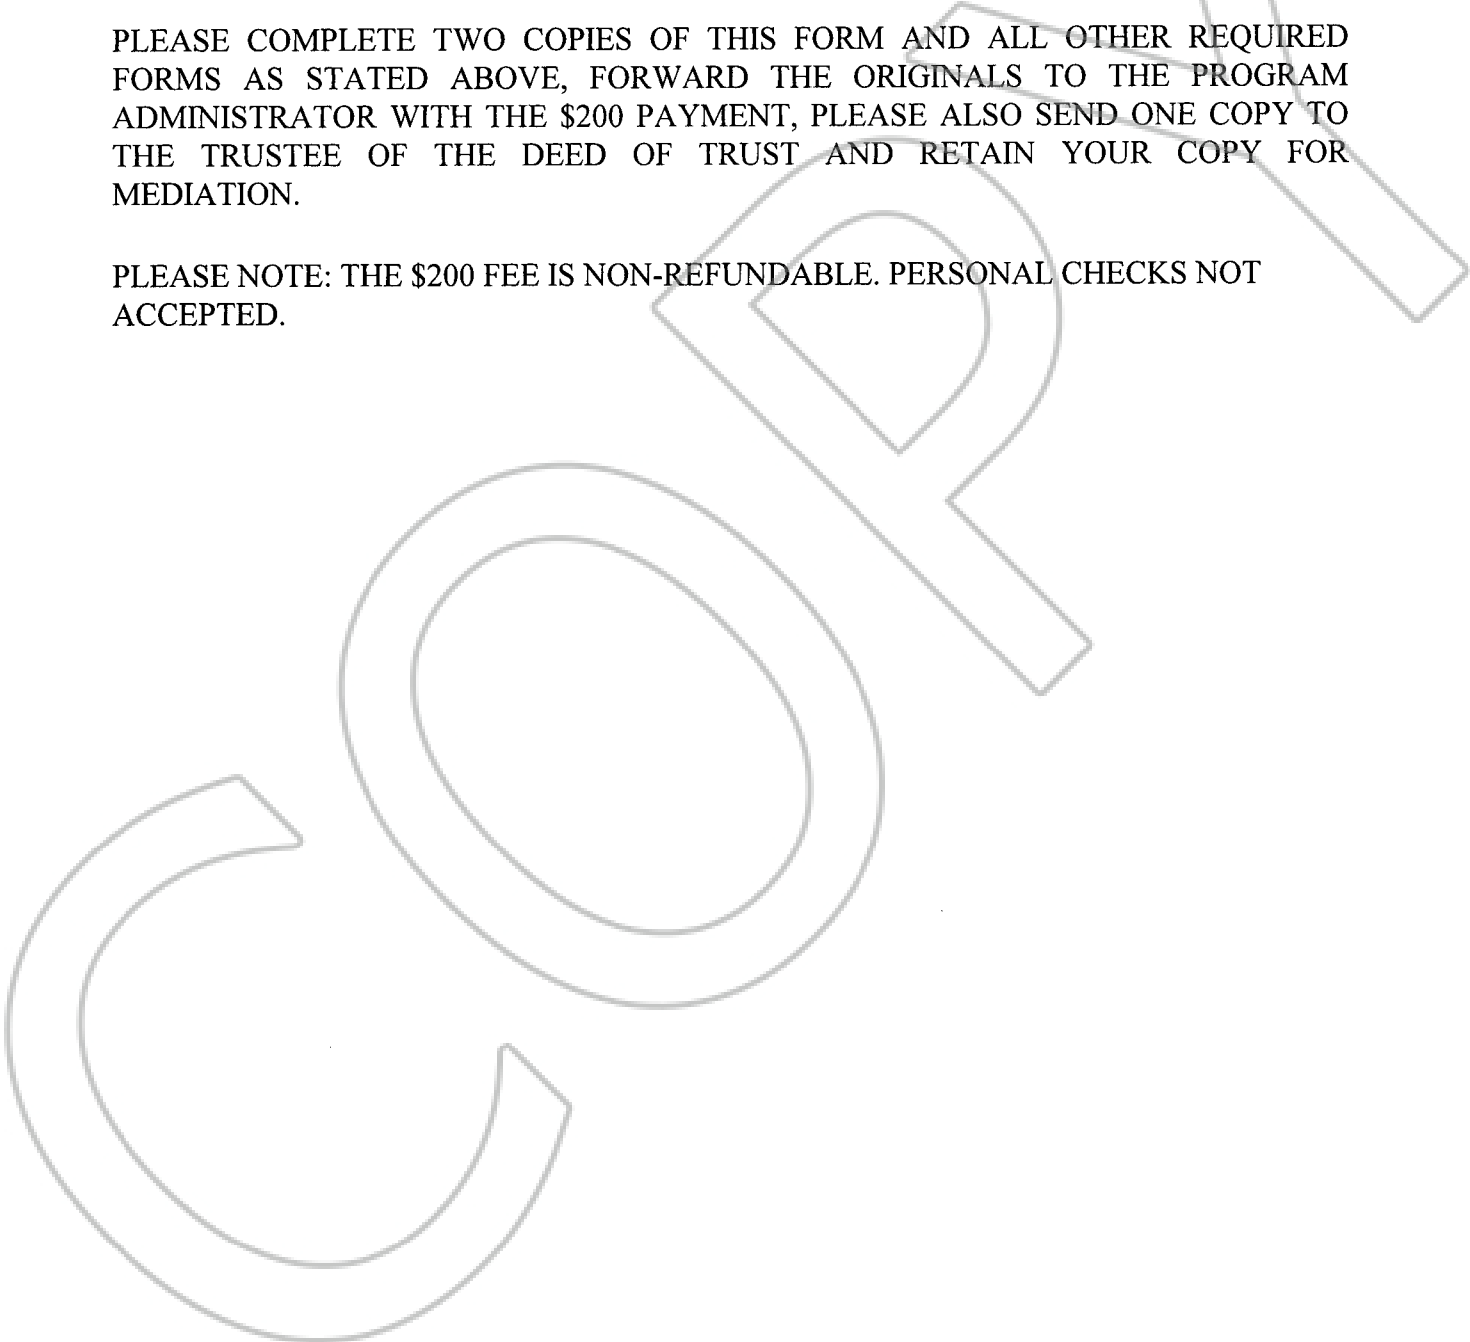 PLEASE COMPLETE TWO COPIES OF THIS FORM AND ALL OTHER REQUIRED
FORMS AS STATED ABOVE, FORWARD THE ORIGINALS TO THE PROGRAM
ADMINISTRATOR WITH THE $200 PAYMENT, PLEASE ALSO SEND ONE COPY TO
THE TRUSTEE OF THE DEED OF TRUST AND RETAIN YOUR COPY FOR
MEDIATION.
PLEASE NOTE: THE $200 FEE IS NON-REFUNDABLE. PERSONAL CHECKS NOT
ACCEPTED.
COPY